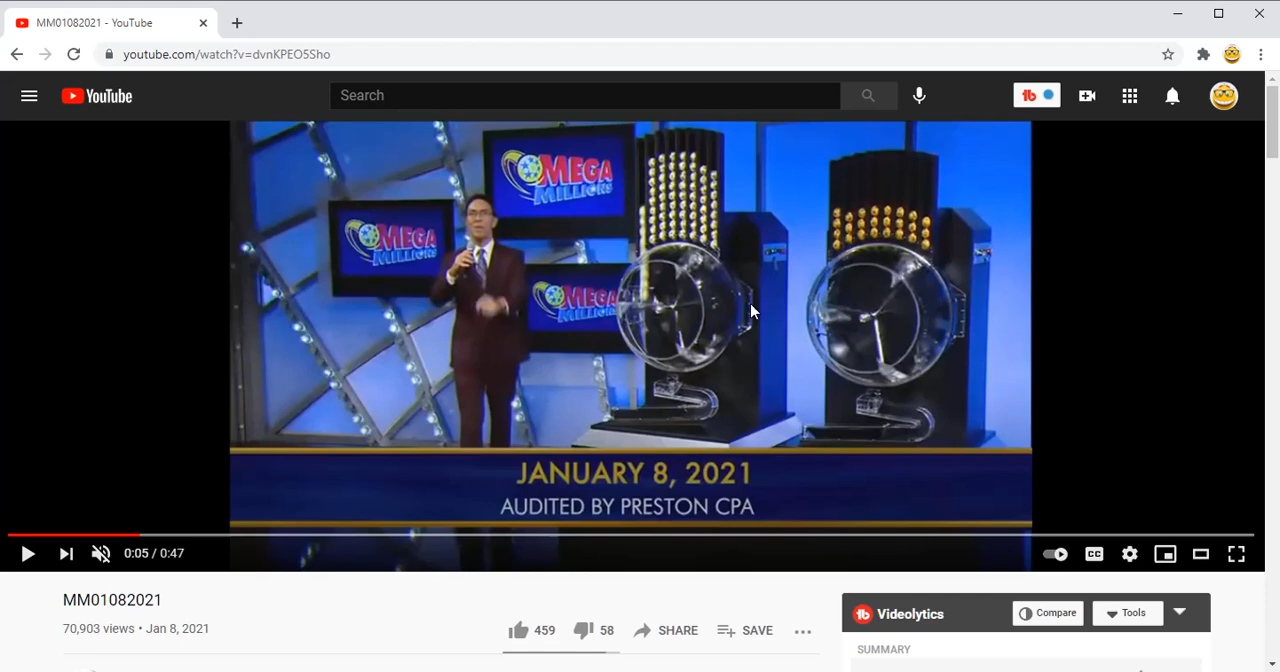 MM01082021 - YouTube
youtube.com/watch?v=dvnKPEO5Sho
YouTube
Search
MEGA
MILLIONS
MEGA
MILLIONS
MEGA
MILLIONS
JANUARY 8, 2021
AUDITED BY PRESTON CPA
0:05 / 0:47
CC
MM01082021
70,903 views • Jan 8, 2021
459
58
SHARE
SAVE
tb Videolytics
Compare
Tools
SUMMARY